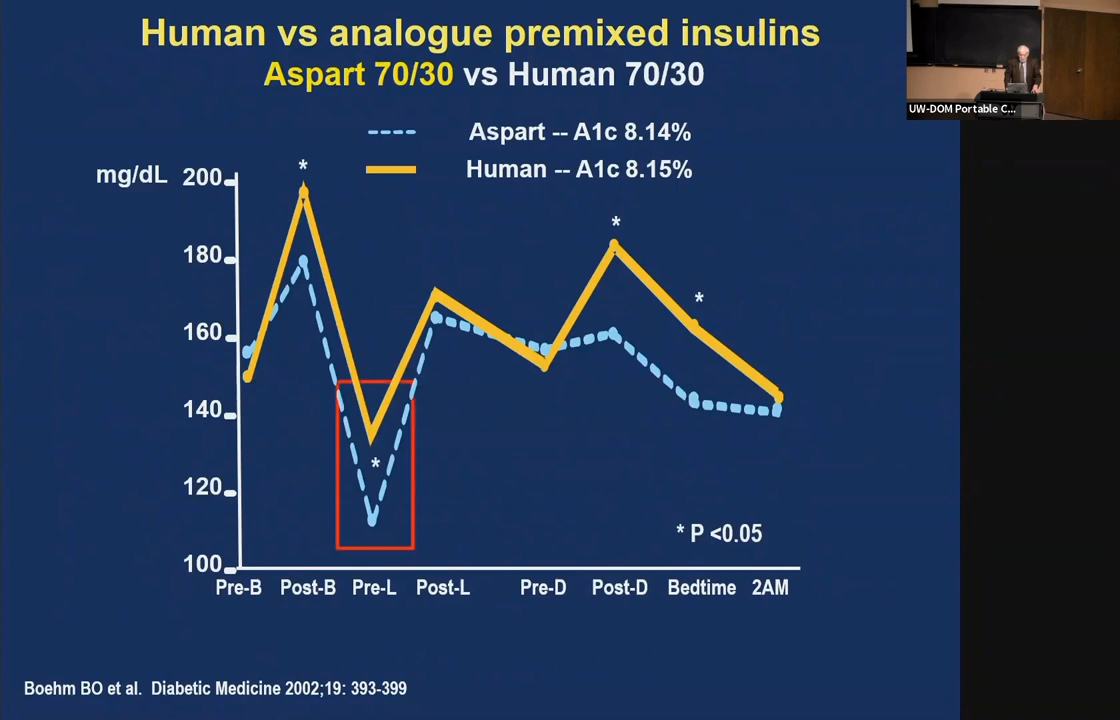 Human vs analogue premixed insulins
Aspart 70/30 vs Human 70/30
UW-DOM Portable C...
Aspart -- A1c 8.14%
Human -- A1c 8.15%
mg/dL
200
180
160
140
120
100
*
*
*
*
* P <0.05
Pre-B Post-B Pre-L Post-L Pre-D Post-D Bedtime 2AM
Boehm BO et al. Diabetic Medicine 2002;19: 393-399